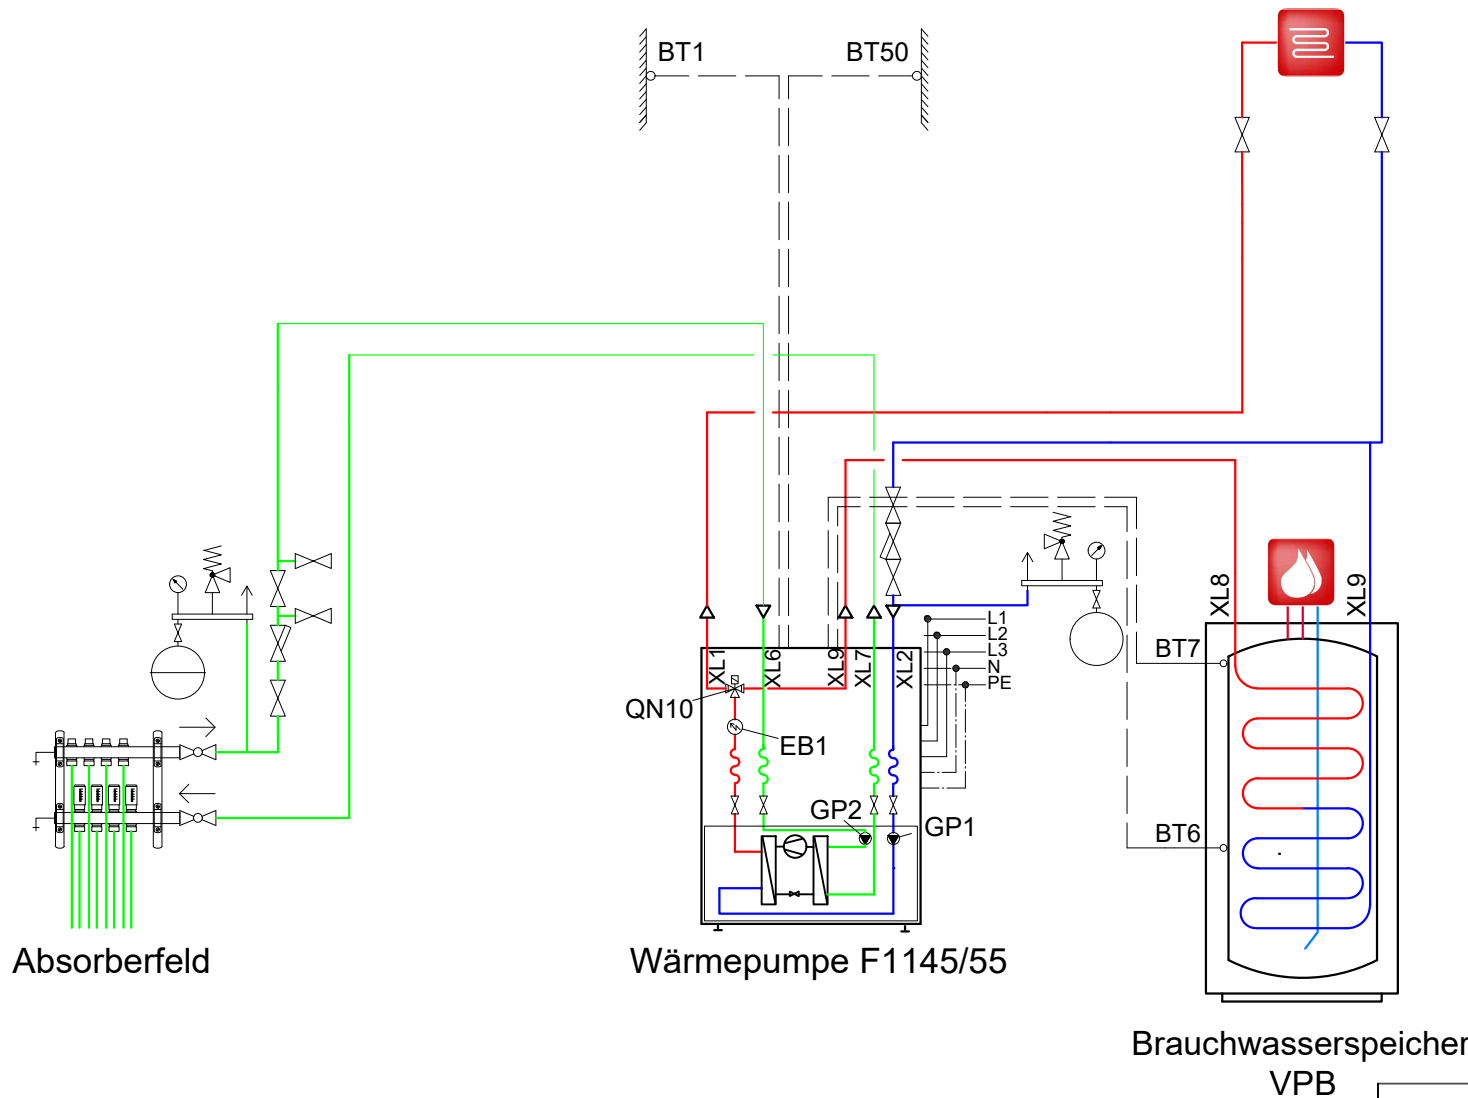 BT1
BT50
XL8
XL9
XL1
XL6
XL9
XL7
XL2
L1
L2
L3
N
PE
BT7
QN10
EB1
GP2
GP1
BT6
Absorberfeld
Wärmepumpe F1145/55
Brauchwasserspeicher
VPB